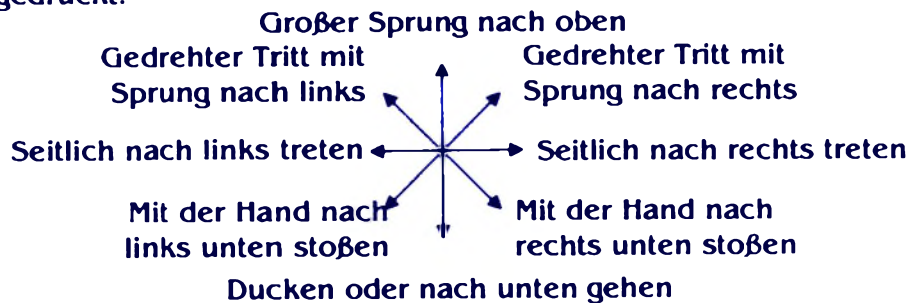 gedrückt:
Großer Sprung nach oben
Gedrehter Tritt mit
Sprung nach links
Gedrehter Tritt mit
Sprung nach rechts
Seitlich nach links treten
Seitlich nach rechts treten
Mit der Hand nach
links unten stoßen
Mit der Hand nach
rechts unten stoßen
Ducken oder nach unten gehen